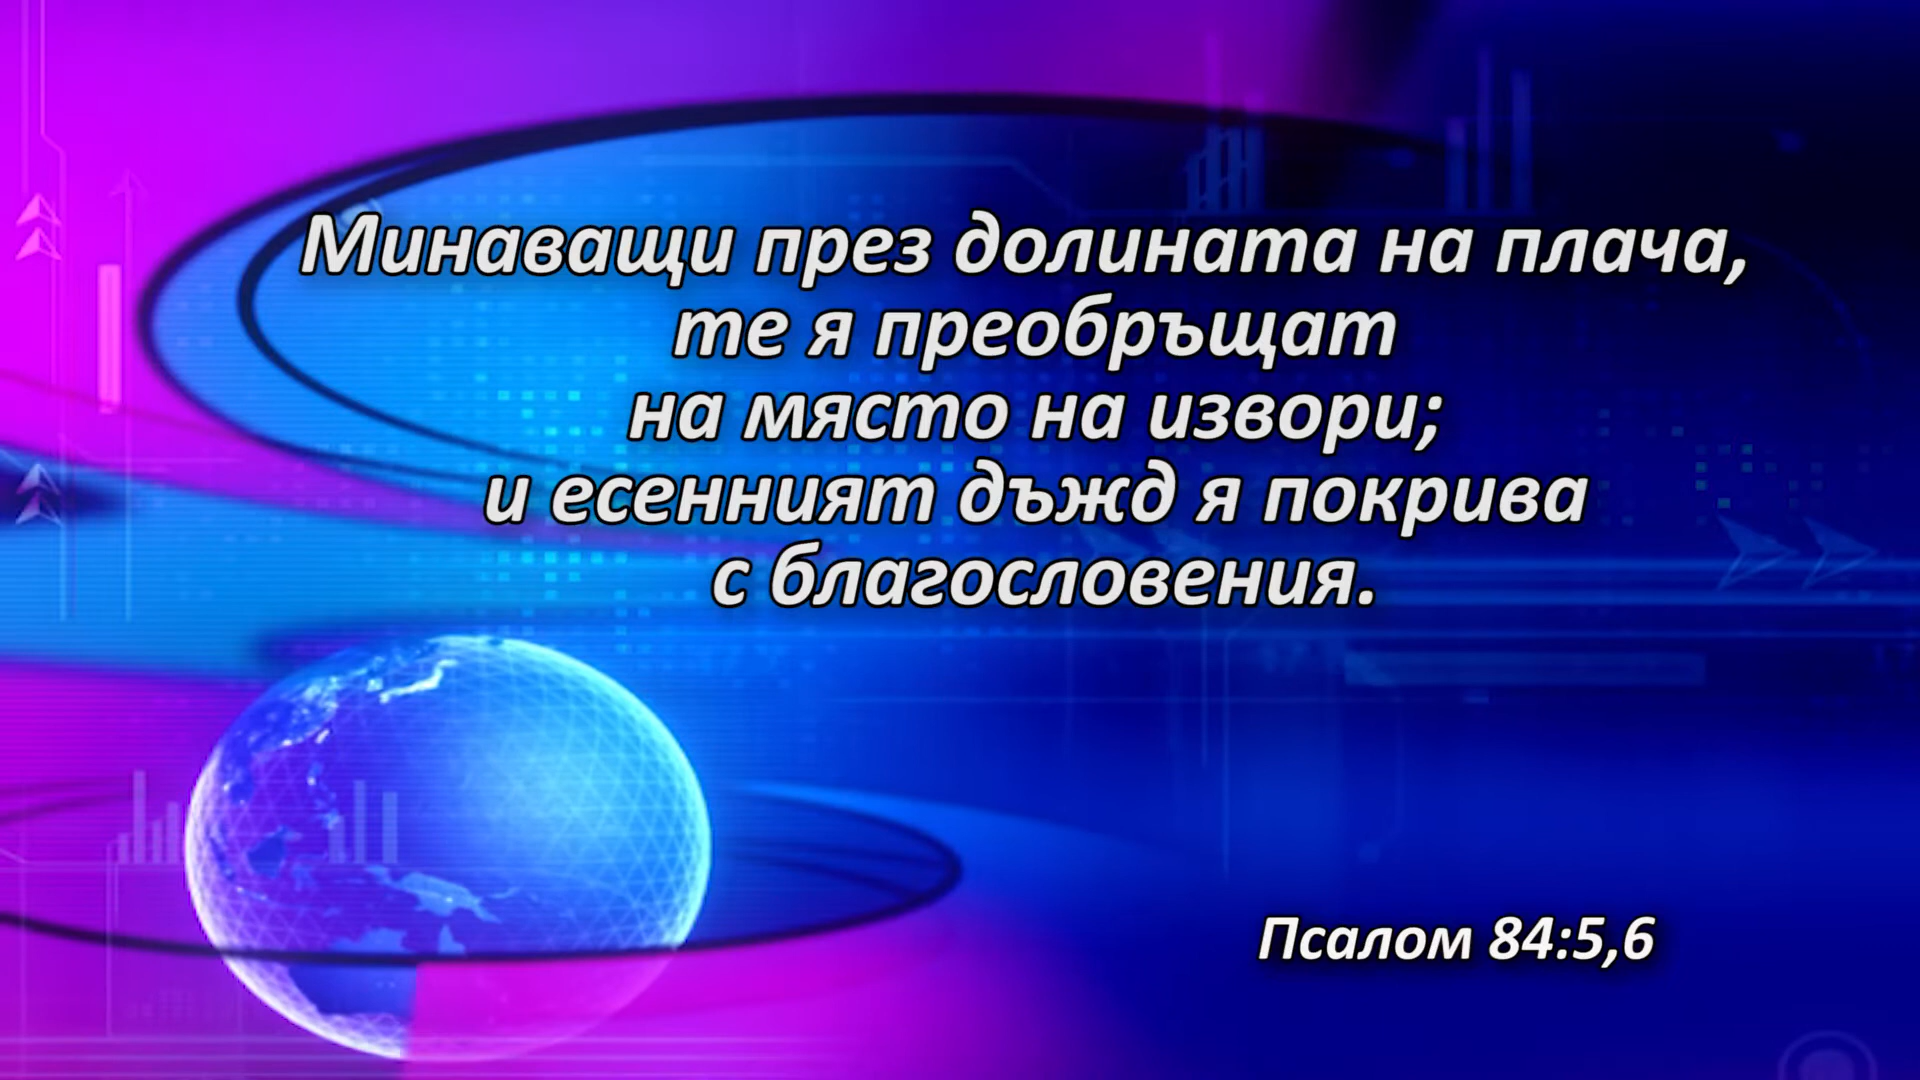 Минаващи през долината на плача,
те я преобръщат
на място на извори;
и есенният дъжд я покрива
с благословения.
Псалом 84:5,6